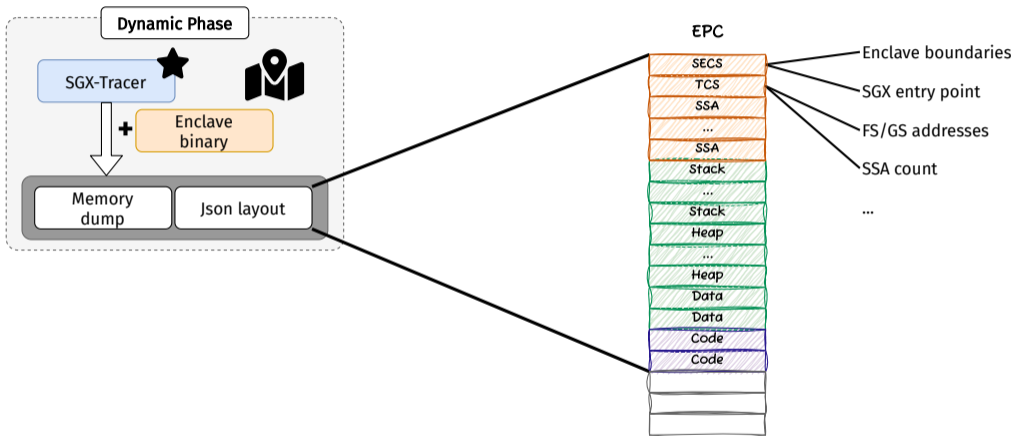 Dynamic Phase
SGX-Tracer
+
Enclave
binary
Memory
dump
Json layout
EPC
SECS
TCS
SSA
...
SSA
Stack
...
Stack
Heap
...
Heap
Data
Data
Code
Code
Enclave boundaries
SGX entry point
FS/GS addresses
SSA count
...